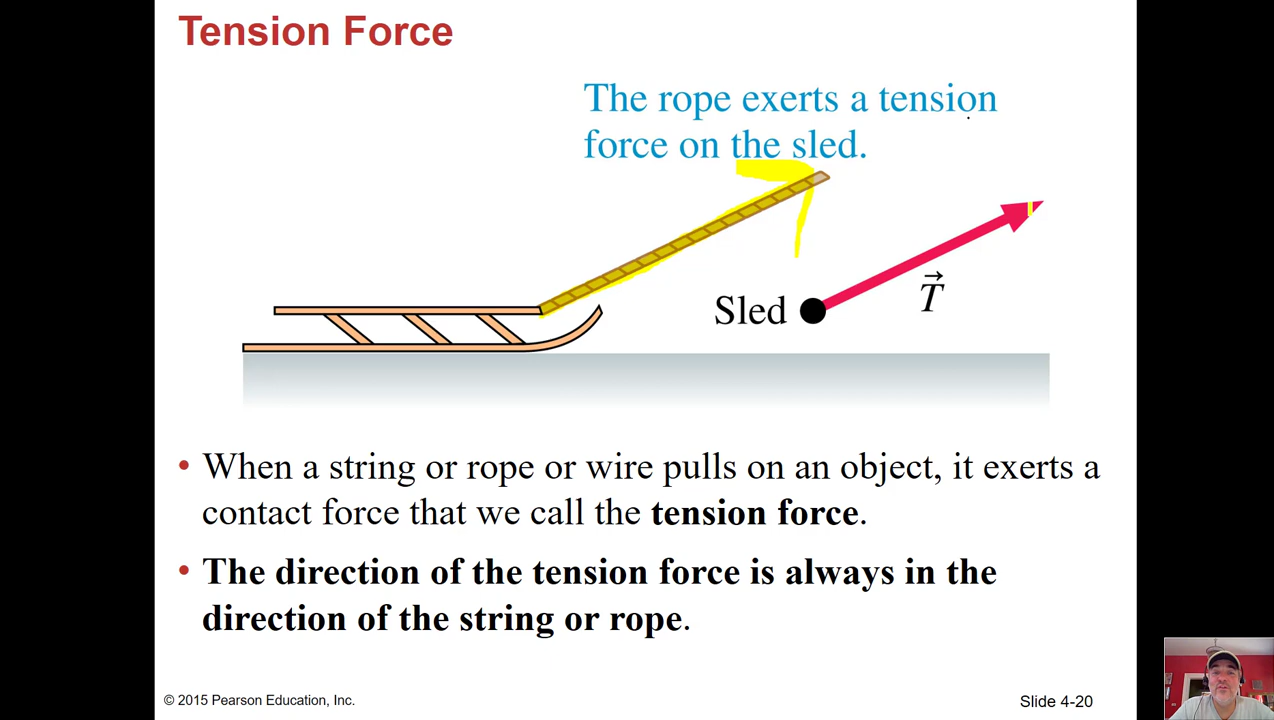 Tension Force
The rope exerts a tension
force on the sled.
Sled
T⃗
• When a string or rope or wire pulls on an object, it exerts a
contact force that we call the tension force.
• The direction of the tension force is always in the
direction of the string or rope.
© 2015 Pearson Education, Inc.
Slide 4-20